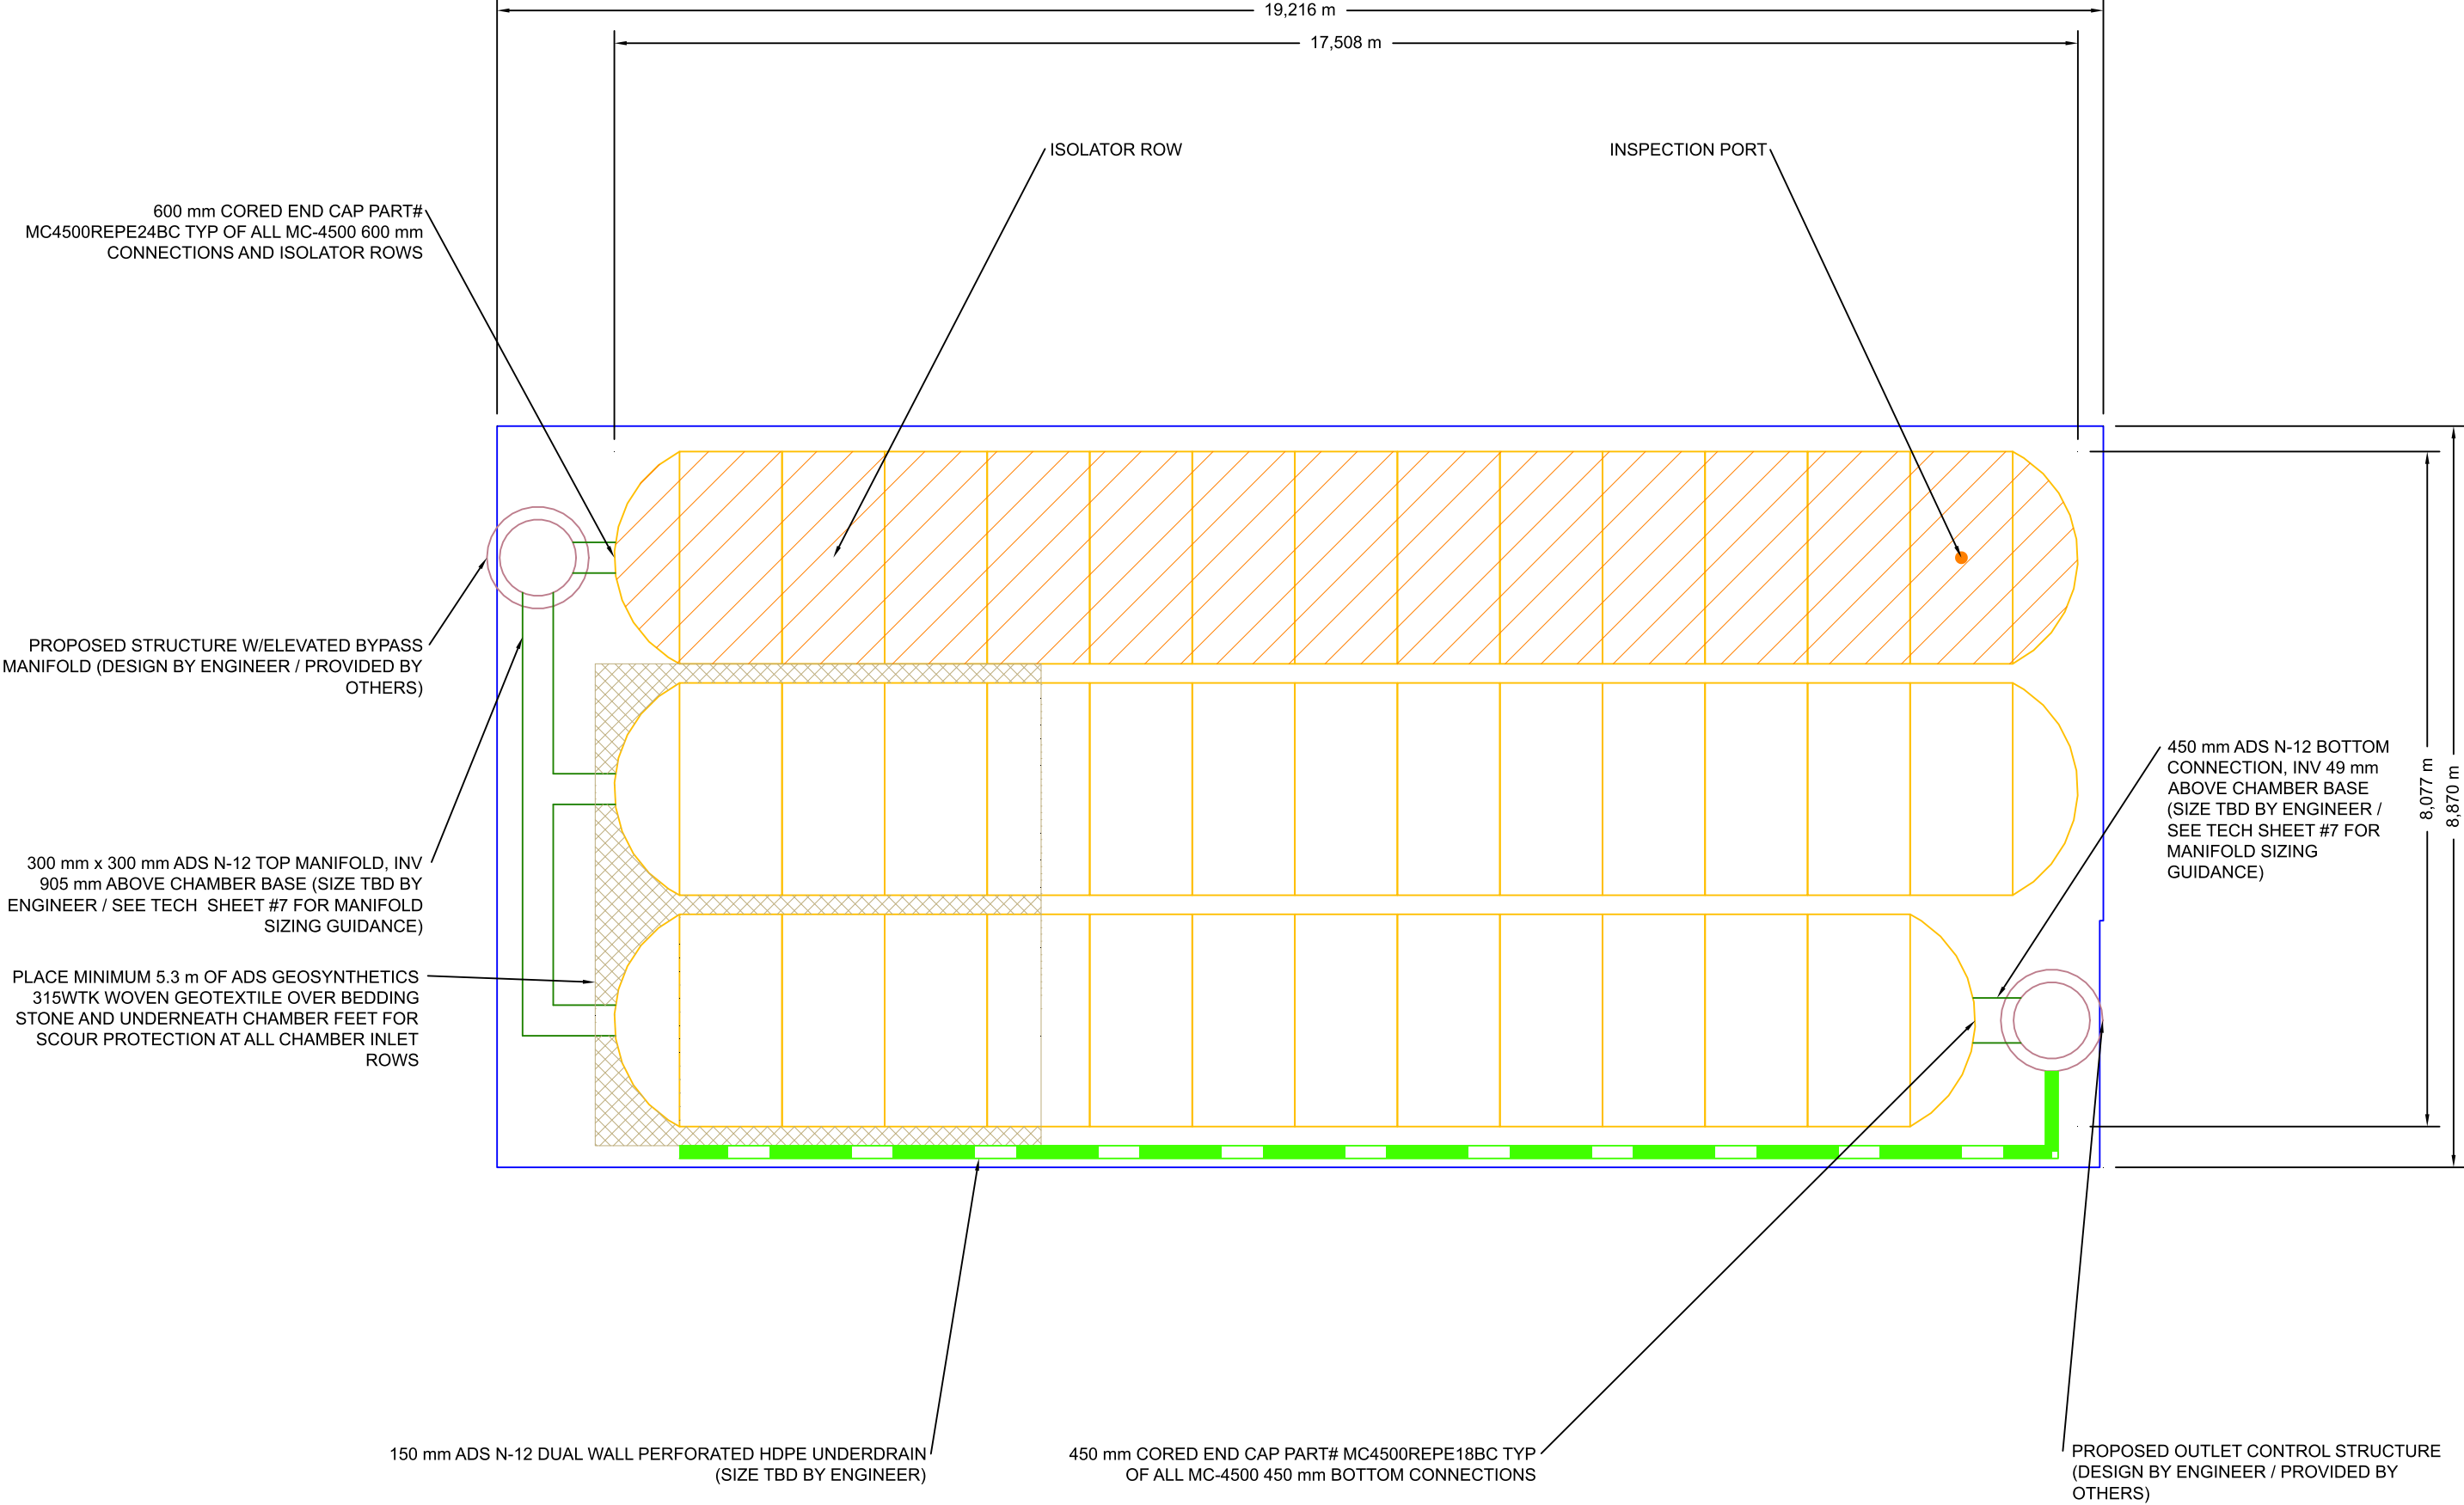 19,216 m
17,508 m
ISOLATOR ROW
INSPECTION PORT
600 mm CORED END CAP PART#
MC4500REPE24BC TYP OF ALL MC-4500 600 mm
CONNECTIONS AND ISOLATOR ROWS
PROPOSED STRUCTURE W/ELEVATED BYPASS
MANIFOLD (DESIGN BY ENGINEER / PROVIDED BY
OTHERS)
300 mm x 300 mm ADS N-12 TOP MANIFOLD, INV
905 mm ABOVE CHAMBER BASE (SIZE TBD BY
ENGINEER / SEE TECH SHEET #7 FOR MANIFOLD
SIZING GUIDANCE)
PLACE MINIMUM 5.3 m OF ADS GEOSYNTHETICS
315WTK WOVEN GEOTEXTILE OVER BEDDING
STONE AND UNDERNEATH CHAMBER FEET FOR
SCOUR PROTECTION AT ALL CHAMBER INLET
ROWS
450 mm ADS N-12 BOTTOM
CONNECTION, INV 49 mm
ABOVE CHAMBER BASE
(SIZE TBD BY ENGINEER /
SEE TECH SHEET #7 FOR
MANIFOLD SIZING
GUIDANCE)
8,077 m
8,870 m
150 mm ADS N-12 DUAL WALL PERFORATED HDPE UNDERDRAIN
(SIZE TBD BY ENGINEER)
450 mm CORED END CAP PART# MC4500REPE18BC TYP
OF ALL MC-4500 450 mm BOTTOM CONNECTIONS
PROPOSED OUTLET CONTROL STRUCTURE
(DESIGN BY ENGINEER / PROVIDED BY
OTHERS)